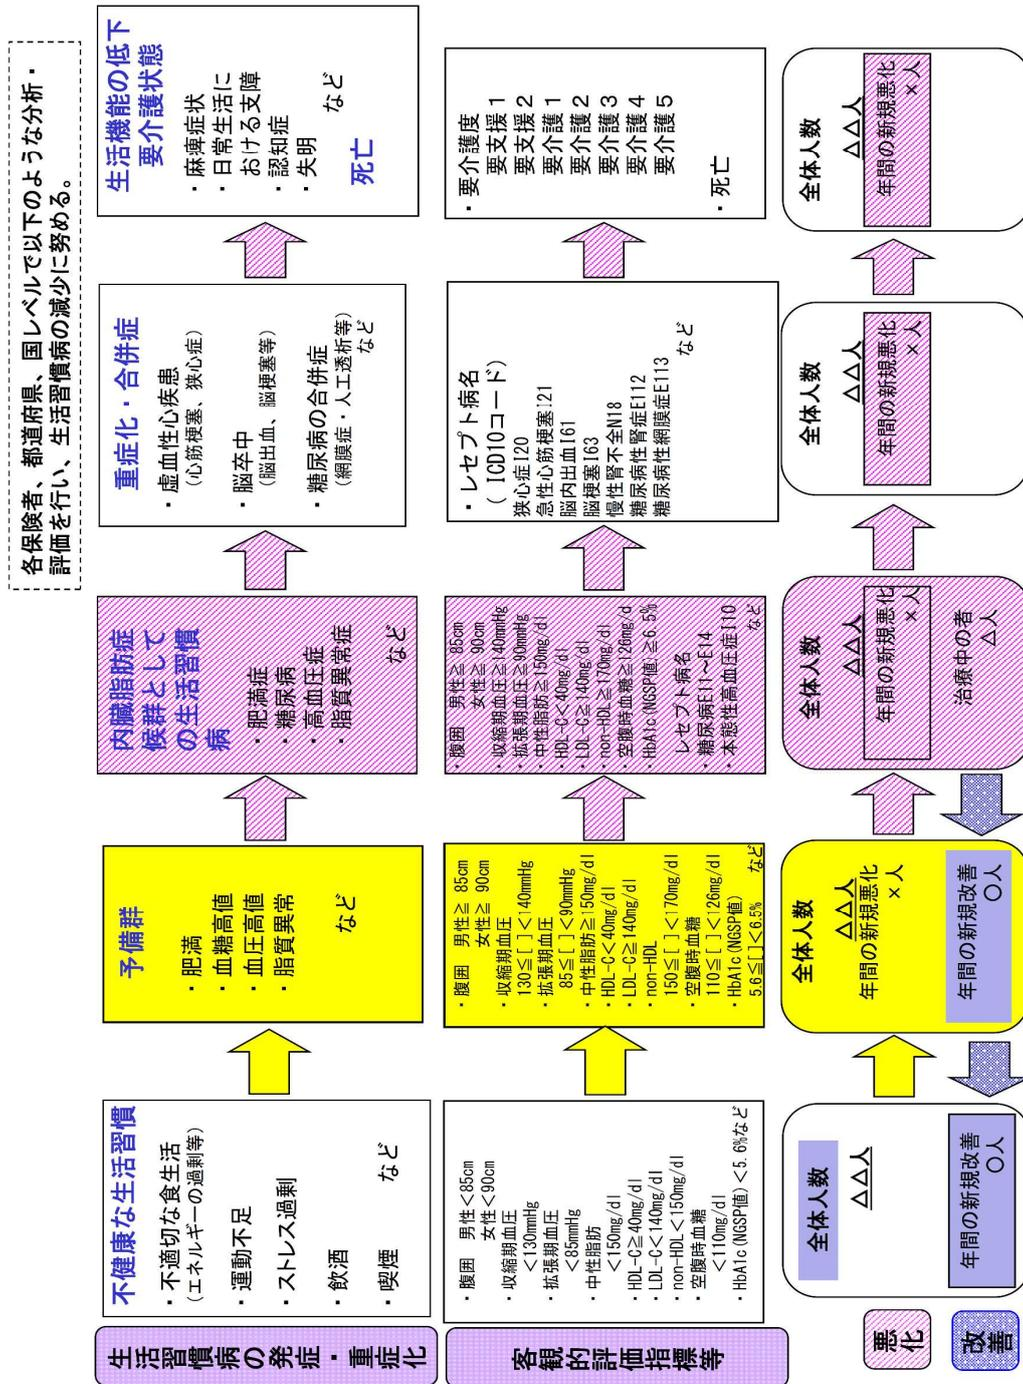 各保険者、都道府県、国レベルで以下のような分析・
評価を行い、生活習慣病の減少に努める。
生活習慣病の発症・重症化
不健康な生活習慣
・不適切な食生活
(エネルギーの過剰等)
・運動不足
・ストレス過剰
・飲酒
・喫煙
など
予備群
・肥満
・血糖高値
・血圧高値
・脂質異常
など
内臓脂肪症
候群として
の生活習慣
病
・肥満症
・糖尿病
・高血圧症
・脂質異常症
など
重症化・合併症
・虚血性心疾患
(心筋梗塞、狭心症)
・脳卒中
(脳出血、脳梗塞等)
・糖尿病の合併症
(網膜症・人工透析等)
など
生活機能の低下
要介護状態
・麻痺症状
・日常生活に
おける支障
・認知症
・失明
など
死亡
客観的評価指標等
・腹囲 男性<85cm
女性<90cm
・収縮期血圧
<130mmHg
・拡張期血圧
<85mmHg
・中性脂肪
<150mg/dl
・HDL-C≧40mg/dl
・LDL-C<140mg/dl
・non-HDL<150mg/dl
・空腹時血糖
<110mg/dl
・HbA1c(NGSP値)<5.6%など
・腹囲 男性≧ 85cm
女性≧ 90cm
・収縮期血圧
130≦[ ]<140mmHg
・拡張期血圧
85≦[ ]<90mmHg
・中性脂肪≧150mg/dl
・HDL-C<40mg/dl
・LDL-C≧140ng/dl
・non-HDL
150≦[ ]<170mg/dl
・空腹時血糖
110≦[ ]<126mg/dl
・HbA1c(NGSP値)
5.6≦[ ]<6.5%
など
・腹囲 男性≧ 85cm
女性≧ 90cm
・収縮期血圧≧140mmHg
・拡張期血圧≧90mmHg
・中性脂肪≧150mg/dl
・HDL-C<40mg/dl
・LDL-C≧140mg/dl
・non-HDL≧170mg/dl
・空腹時血糖≧126mg/d
・HbA1c(NGSP値)≧6.5%
レセプト病名
・糖尿病E11～E14
・本態性高血圧症I10
など
・レセプト病名
( ICD10コード)
狭心症I20
急性心筋梗塞I21
脳内出血I61
脳梗塞I63
慢性腎不全N18
糖尿病性腎症E112
糖尿病性網膜症E113
など
・要介護度
要支援1
要支援2
要介護1
要介護2
要介護3
要介護4
要介護5
・死亡
悪化
改善
全体人数
△△人
年間の新規改善
○人
全体人数
△△人
年間の新規悪化
×人
年間の新規改善
○人
全体人数
△△人
年間の新規悪化
×人
治療中の者
△人
全体人数
△△人
年間の新規悪化
×人
全体人数
△△人
年間の新規悪化
×人